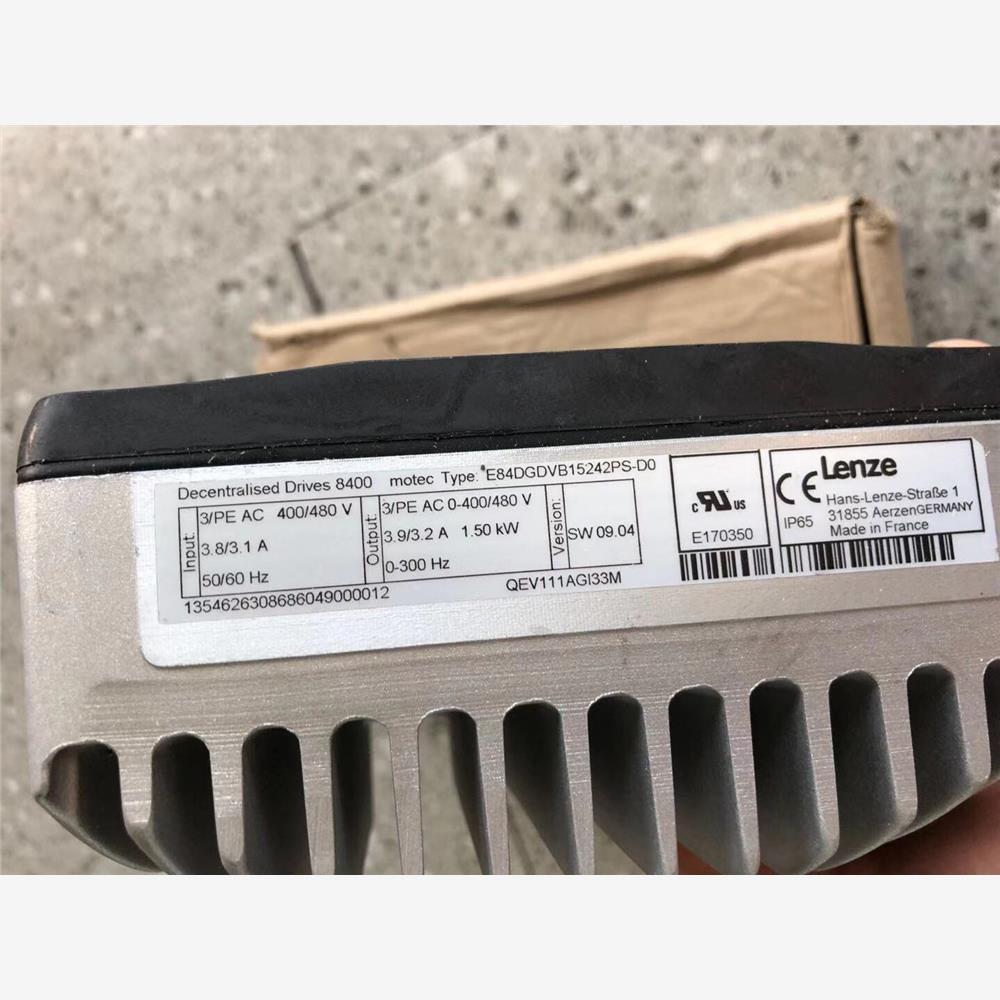 Decentralised Drives 8400 motec Type: *E84DGDVB15242PS-D0
Input:
3/PE AC 400/480 V
3.8/3.1 A
50/60 Hz
Output:
3/PE AC 0-400/480 V
3.9/3.2 A 1.50 kW
0-300 Hz
Version:
SW 09.04
1354626308686049000012
QEV111AGI33M
c RU US
E170350
CE Lenze
IP65
Hans-Lenze-Straße 1
31855 AerzenGERMANY
Made in France